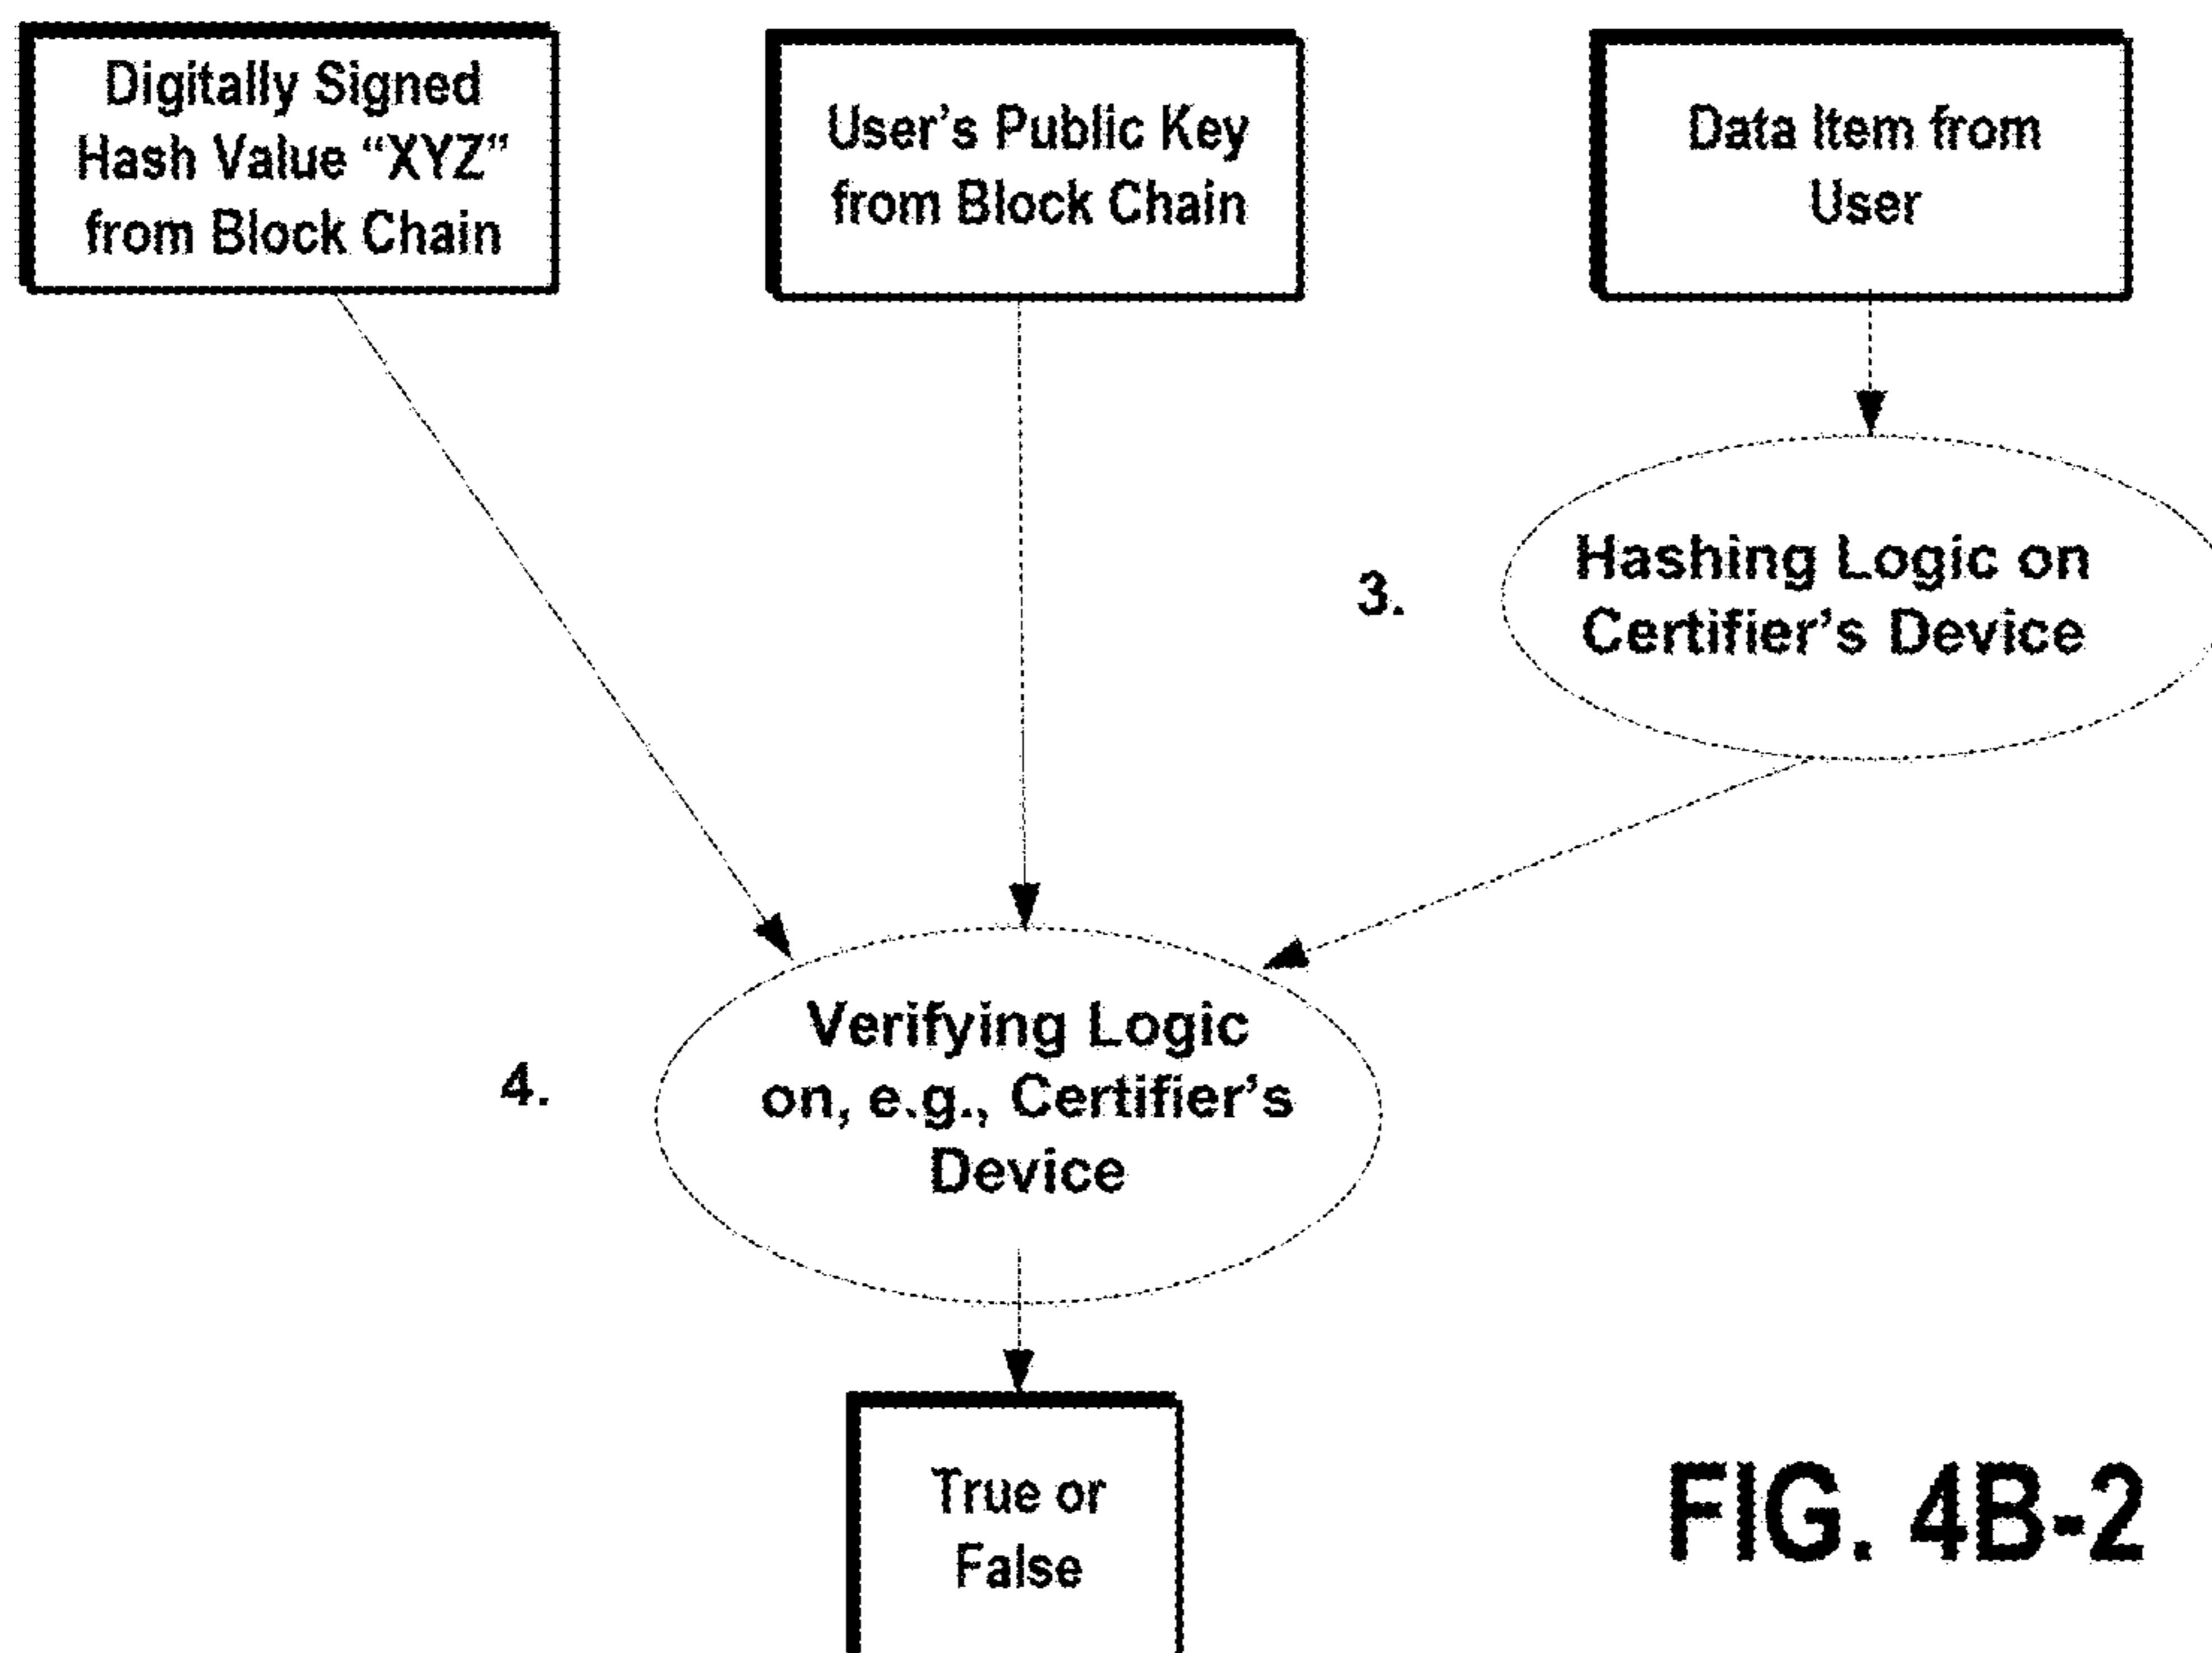 Digitally Signed
Hash Value “XYZ”
from Block Chain
User’s Public Key
from Block Chain
Data Item from
User
3.
Hashing Logic on
Certifier’s Device
4.
Verifying Logic
on, e.g., Certifier’s
Device
True or
False
FIG. 4B-2